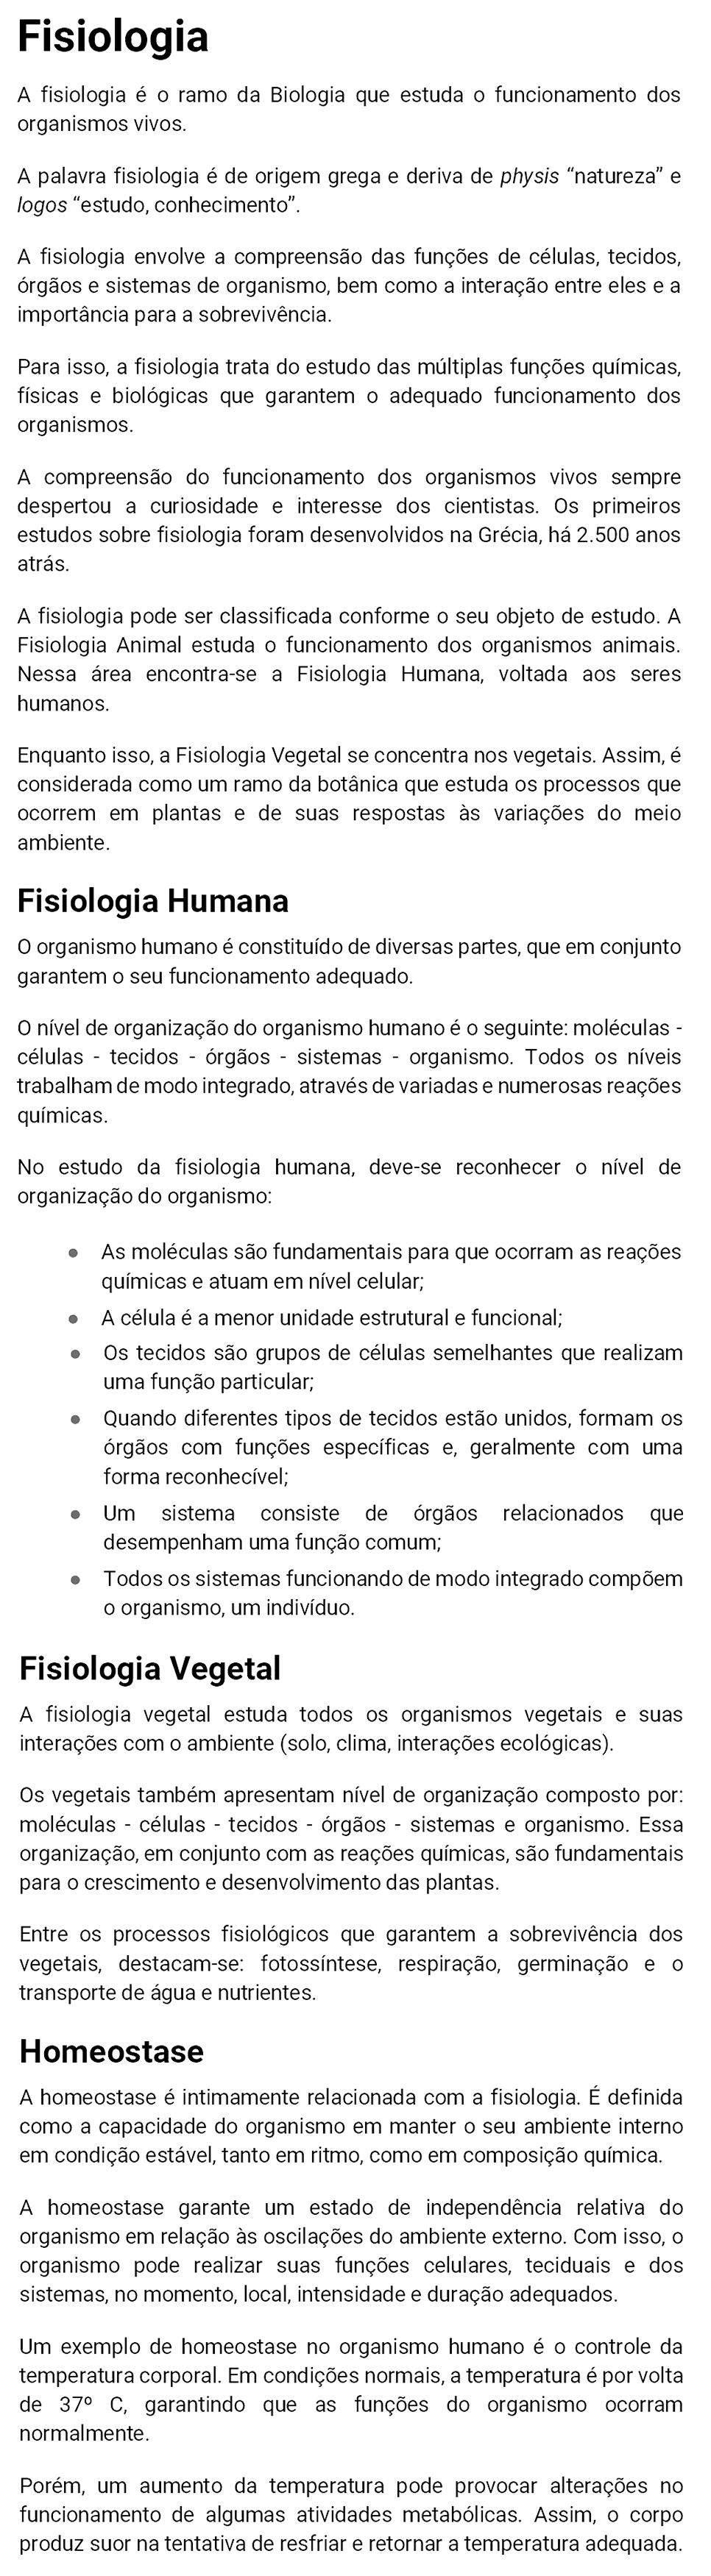 Fisiologia
A fisiologia é o ramo da Biologia que estuda o funcionamento dos
organismos vivos.
A palavra fisiologia é de origem grega e deriva de physis “natureza” e
logos “estudo, conhecimento”.
A fisiologia envolve a compreensão das funções de células, tecidos,
órgãos e sistemas de organismo, bem como a interação entre eles e a
importância para a sobrevivência.
Para isso, a fisiologia trata do estudo das múltiplas funções químicas,
físicas e biológicas que garantem o adequado funcionamento dos
organismos.
A compreensão do funcionamento dos organismos vivos sempre
despertou a curiosidade e interesse dos cientistas. Os primeiros
estudos sobre fisiologia foram desenvolvidos na Grécia, há 2.500 anos
atrás.
A fisiologia pode ser classificada conforme o seu objeto de estudo. A
Fisiologia Animal estuda o funcionamento dos organismos animais.
Nessa área encontra-se a Fisiologia Humana, voltada aos seres
humanos.
Enquanto isso, a Fisiologia Vegetal se concentra nos vegetais. Assim, é
considerada como um ramo da botânica que estuda os processos que
ocorrem em plantas e de suas respostas às variações do meio
ambiente.
Fisiologia Humana
O organismo humano é constituído de diversas partes, que em conjunto
garantem o seu funcionamento adequado.
O nível de organização do organismo humano é o seguinte: moléculas -
células - tecidos - órgãos - sistemas - organismo. Todos os níveis
trabalham de modo integrado, através de variadas e numerosas reações
químicas.
No estudo da fisiologia humana, deve-se reconhecer o nível de
organização do organismo:
● As moléculas são fundamentais para que ocorram as reações
químicas e atuam em nível celular;
● A célula é a menor unidade estrutural e funcional;
● Os tecidos são grupos de células semelhantes que realizam
uma função particular;
● Quando diferentes tipos de tecidos estão unidos, formam os
órgãos com funções específicas e, geralmente com uma
forma reconhecível;
● Um sistema consiste de órgãos relacionados que
desempenham uma função comum;
● Todos os sistemas funcionando de modo integrado compõem
o organismo, um indivíduo.
Fisiologia Vegetal
A fisiologia vegetal estuda todos os organismos vegetais e suas
interações com o ambiente (solo, clima, interações ecológicas).
Os vegetais também apresentam nível de organização composto por:
moléculas - células - tecidos - órgãos - sistemas e organismo. Essa
organização, em conjunto com as reações químicas, são fundamentais
para o crescimento e desenvolvimento das plantas.
Entre os processos fisiológicos que garantem a sobrevivência dos
vegetais, destacam-se: fotossíntese, respiração, germinação e o
transporte de água e nutrientes.
Homeostase
A homeostase é intimamente relacionada com a fisiologia. É definida
como a capacidade do organismo em manter o seu ambiente interno
em condição estável, tanto em ritmo, como em composição química.
A homeostase garante um estado de independência relativa do
organismo em relação às oscilações do ambiente externo. Com isso, o
organismo pode realizar suas funções celulares, teciduais e dos
sistemas, no momento, local, intensidade e duração adequados.
Um exemplo de homeostase no organismo humano é o controle da
temperatura corporal. Em condições normais, a temperatura é por volta
de 37º C, garantindo que as funções do organismo ocorram
normalmente.
Porém, um aumento da temperatura pode provocar alterações no
funcionamento de algumas atividades metabólicas. Assim, o corpo
produz suor na tentativa de resfriar e retornar a temperatura adequada.